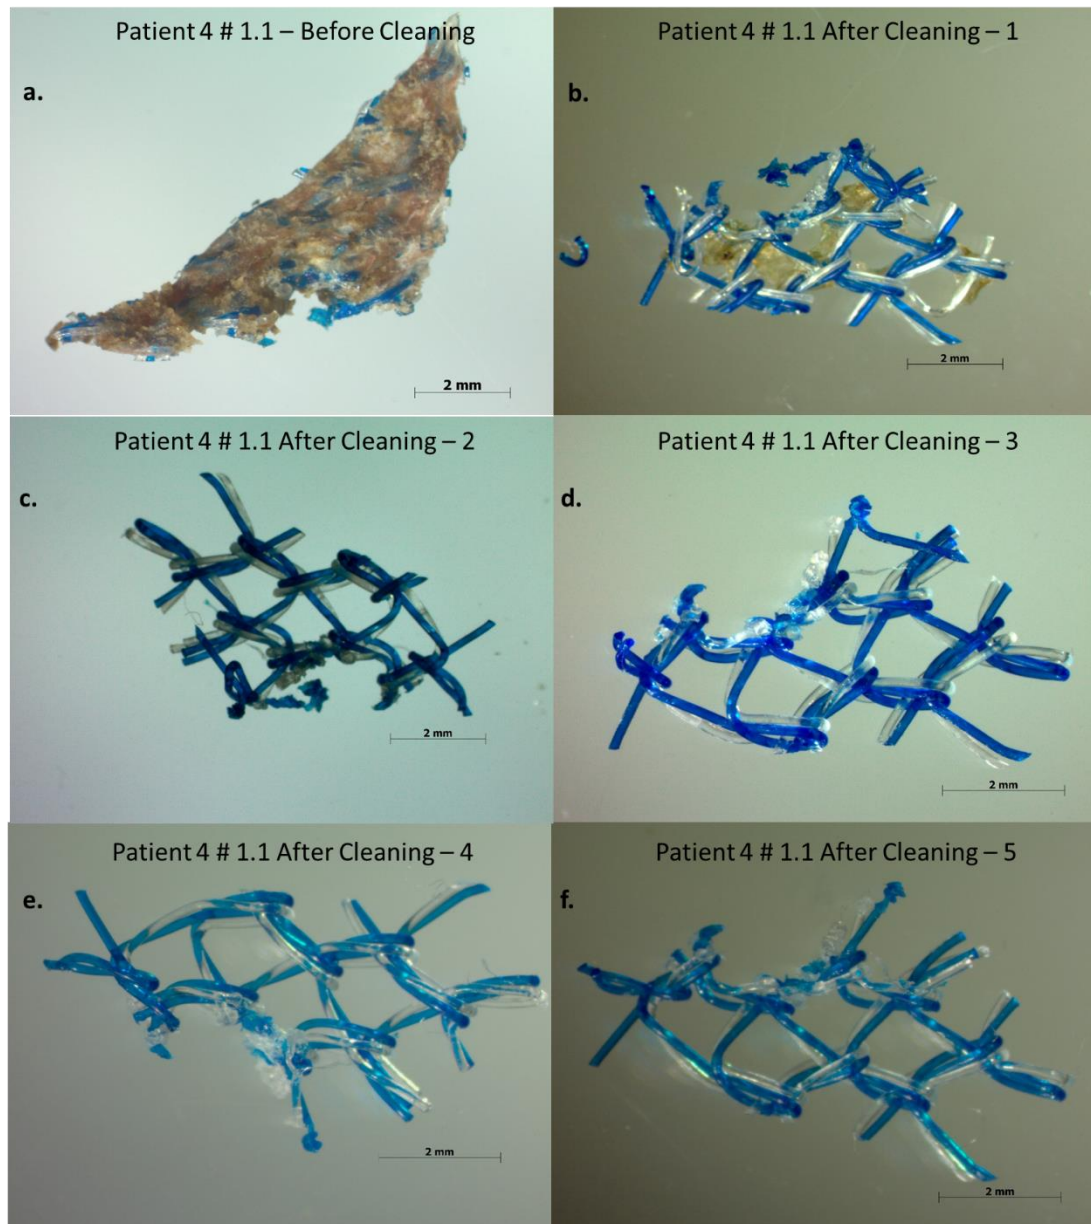 Patient 4 # 1.1 – Before Cleaning
a.
2 mm
Patient 4 # 1.1 After Cleaning – 1
b.
2 mm
Patient 4 # 1.1 After Cleaning – 2
c.
2 mm
Patient 4 # 1.1 After Cleaning – 3
d.
2 mm
Patient 4 # 1.1 After Cleaning – 4
e.
2 mm
Patient 4 # 1.1 After Cleaning – 5
f.
2 mm